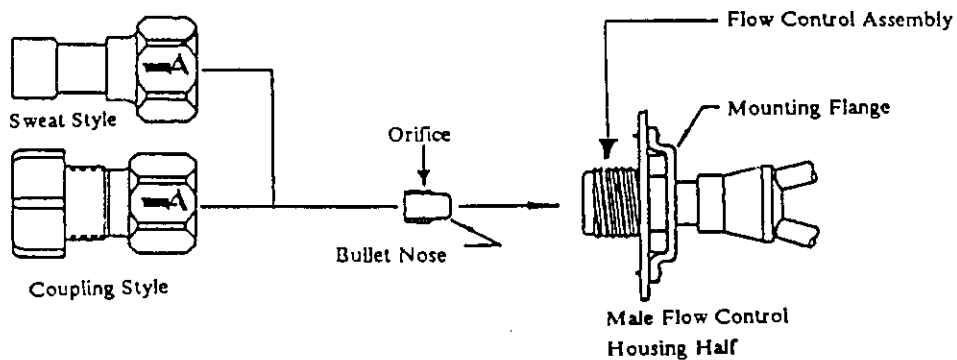 Flow Control Assembly
Mounting Flange
A
Sweat Style
Orifice
A
Bullet Nose
Coupling Style
Male Flow Control
Housing Half